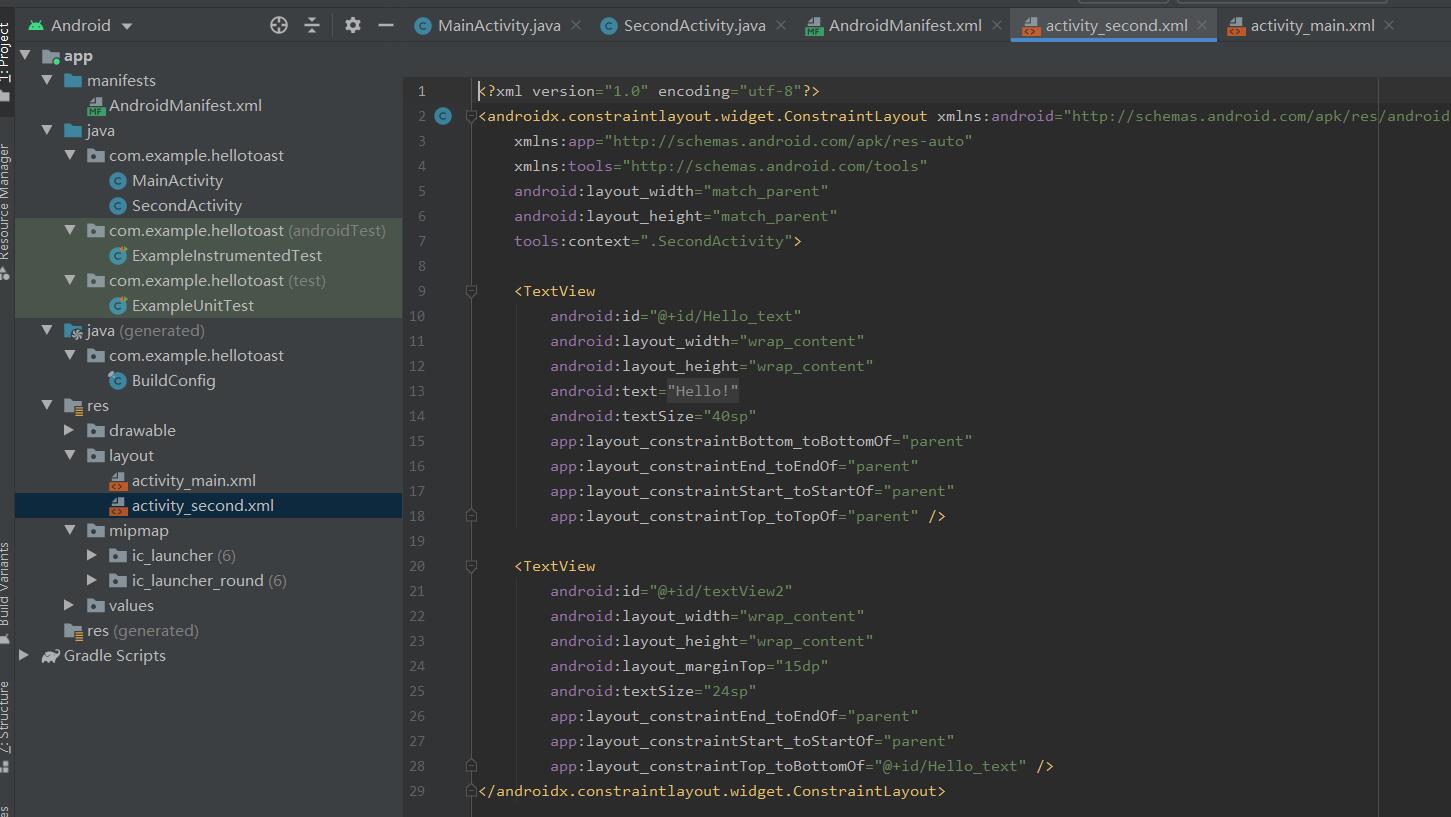 Android
MainActivity.java
SecondActivity.java
AndroidManifest.xml
activity_second.xml
activity_main.xml
1: Project
Resource Manager
Build Variants
7: Structure
app
manifests
AndroidManifest.xml
java
com.example.hellotoast
MainActivity
SecondActivity
com.example.hellotoast (androidTest)
ExampleInstrumentedTest
com.example.hellotoast (test)
ExampleUnitTest
java (generated)
com.example.hellotoast
BuildConfig
res
drawable
layout
activity_main.xml
activity_second.xml
mipmap
ic_launcher (6)
ic_launcher_round (6)
values
res (generated)
Gradle Scripts
1 <?xml version="1.0" encoding="utf-8"?>
2 <androidx.constraintlayout.widget.ConstraintLayout xmlns:android="http://schemas.android.com/apk/res/android
3 xmlns:app="http://schemas.android.com/apk/res-auto"
4 xmlns:tools="http://schemas.android.com/tools"
5 android:layout_width="match_parent"
6 android:layout_height="match_parent"
7 tools:context=".SecondActivity">
8
9 <TextView
10 android:id="@+id/Hello_text"
11 android:layout_width="wrap_content"
12 android:layout_height="wrap_content"
13 android:text="Hello!"
14 android:textSize="40sp"
15 app:layout_constraintBottom_toBottomOf="parent"
16 app:layout_constraintEnd_toEndOf="parent"
17 app:layout_constraintStart_toStartOf="parent"
18 app:layout_constraintTop_toTopOf="parent" />
19
20 <TextView
21 android:id="@+id/textView2"
22 android:layout_width="wrap_content"
23 android:layout_height="wrap_content"
24 android:layout_marginTop="15dp"
25 android:textSize="24sp"
26 app:layout_constraintEnd_toEndOf="parent"
27 app:layout_constraintStart_toStartOf="parent"
28 app:layout_constraintTop_toBottomOf="@+id/Hello_text" />
29 </androidx.constraintlayout.widget.ConstraintLayout>